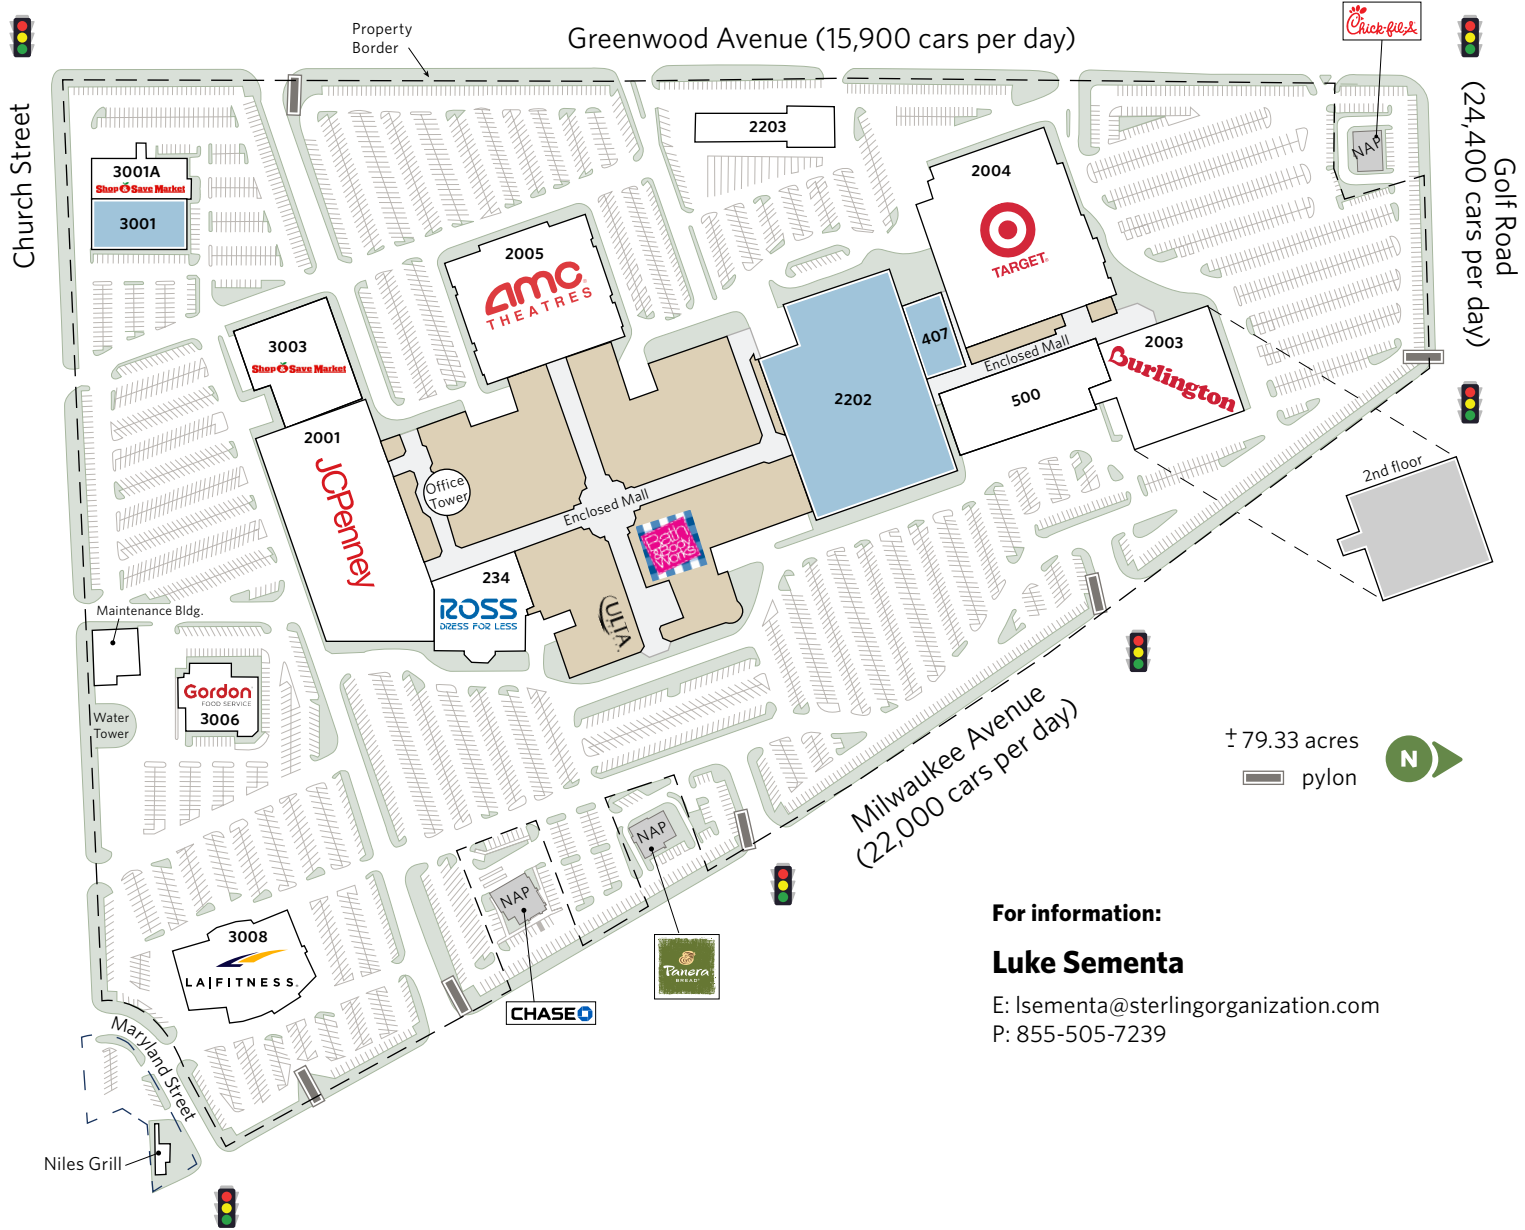 Property
Border
Greenwood Avenue (15,900 cars per day)
Chick-fil-A
Church Street
Golf Road
(24,400 cars per day)
2203
NAP
3001A
Shop & Save Market
3001
2004
TARGET
2005
AMC
THEATRES
3003
Shop & Save Market
407
Enclosed Mall
2003
Burlington
2202
500
2001
JCPenney
Office
Tower
Enclosed Mall
2nd floor
Bath
& Body
Works
234
ROSS
DRESS FOR LESS
ULTA
Maintenance Bldg.
Gordon
FOOD SERVICE
3006
Water
Tower
Milwaukee Avenue
(22,000 cars per day)
± 79.33 acres
N
pylon
NAP
NAP
3008
LA|FITNESS.
Panera
BREAD
CHASE
Maryland Street
Niles Grill
For information:
Luke Sementa
E: lsementa@sterlingorganization.com
P: 855-505-7239